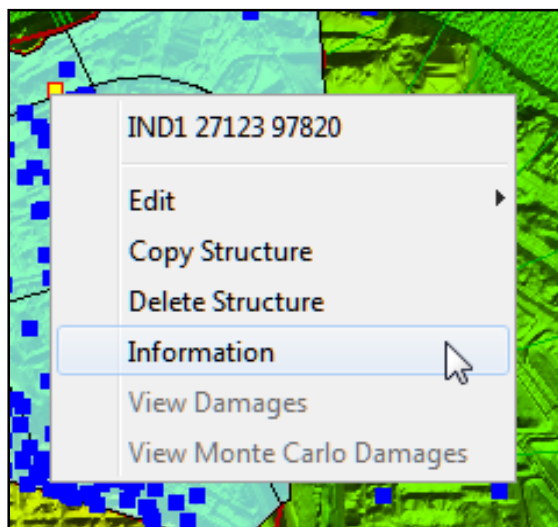 IND1 27123 97820
Edit
Copy Structure
Delete Structure
Information
View Damages
View Monte Carlo Damages